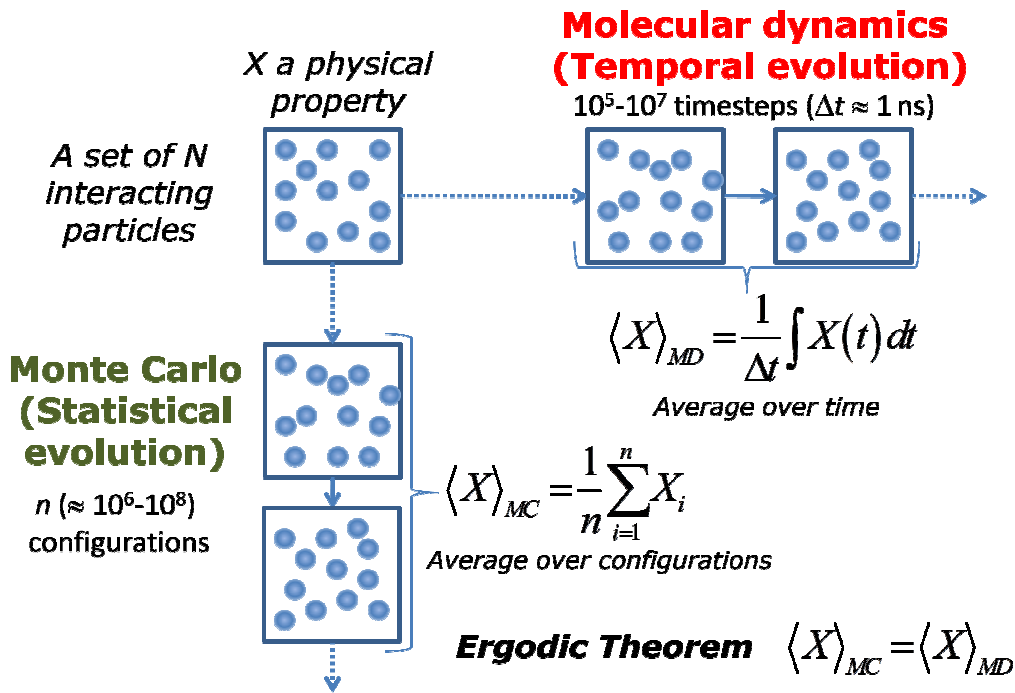 X a physical
property
Molecular dynamics
(Temporal evolution)
10⁵-10⁷ timesteps (Δt ≈ 1 ns)
A set of N
interacting
particles
⟨X⟩_MD = 1/Δt ∫ X(t) dt
Average over time
Monte Carlo
(Statistical
evolution)
n (≈ 10⁶-10⁸)
configurations
⟨X⟩_MC = 1/n ∑_{i=1}^{n} X_i
Average over configurations
Ergodic Theorem ⟨X⟩_MC = ⟨X⟩_MD